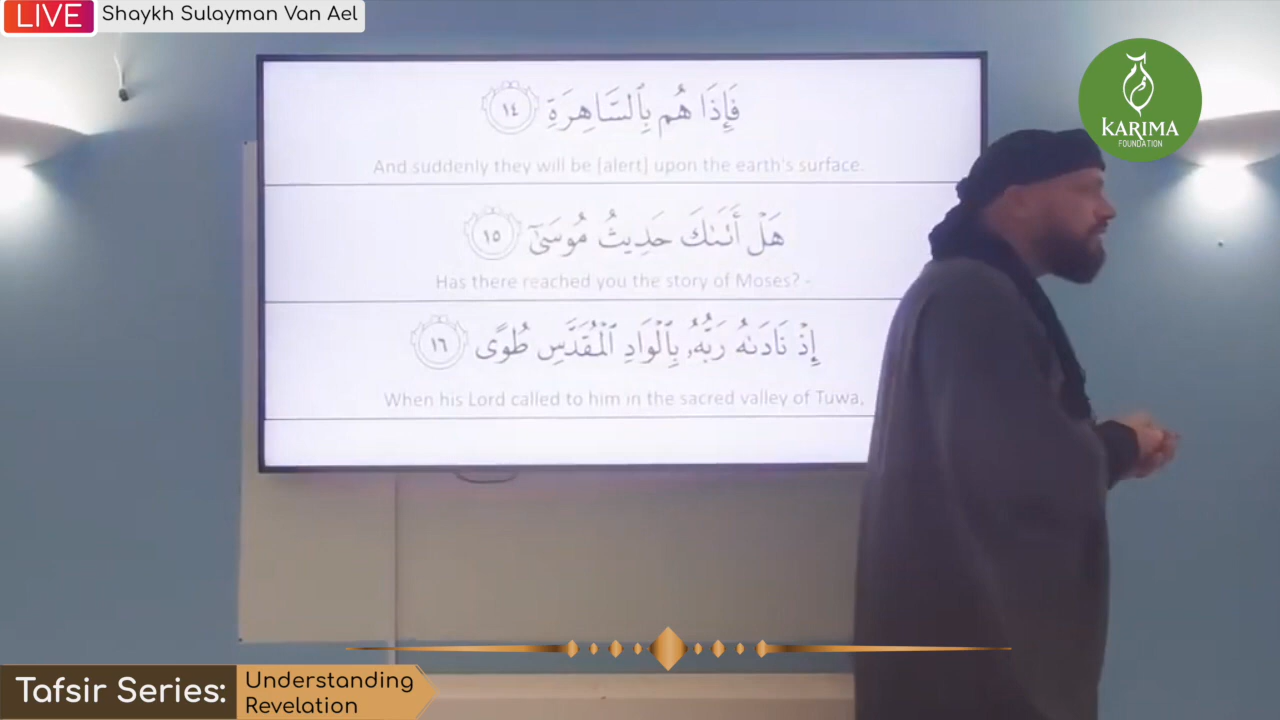 LIVE Shaykh Sulayman Van Ael
KARIMA
FOUNDATION
فَإِذَا هُم بِٱلسَّاهِرَةِ ١٤
And suddenly they will be [alert] upon the earth's surface.
هَلْ أَتَىٰكَ حَدِيثُ مُوسَىٰٓ ١٥
Has there reached you the story of Moses? -
إِذْ نَادَىٰهُ رَبُّهُۥ بِٱلْوَادِ ٱلْمُقَدَّسِ طُوًى ١٦
When his Lord called to him in the sacred valley of Tuwa,
Tafsir Series:
Understanding
Revelation